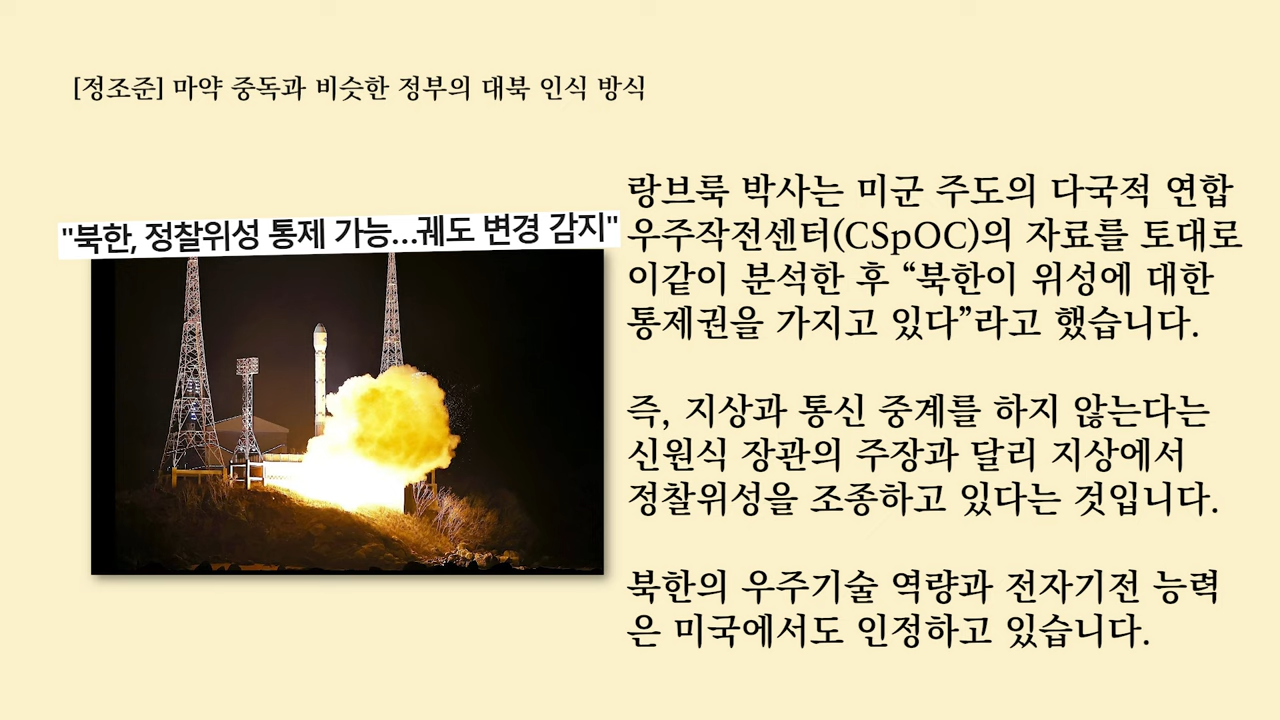 [정조준] 마약 중독과 비슷한 정부의 대북 인식 방식
"북한, 정찰위성 통제 가능...궤도 변경 감지"
랑브룩 박사는 미군 주도의 다국적 연합
우주작전센터(CSpOC)의 자료를 토대로
이같이 분석한 후 “북한이 위성에 대한
통제권을 가지고 있다”라고 했습니다.
즉, 지상과 통신 중계를 하지 않는다는
신원식 장관의 주장과 달리 지상에서
정찰위성을 조종하고 있다는 것입니다.
북한의 우주기술 역량과 전자기전 능력
은 미국에서도 인정하고 있습니다.